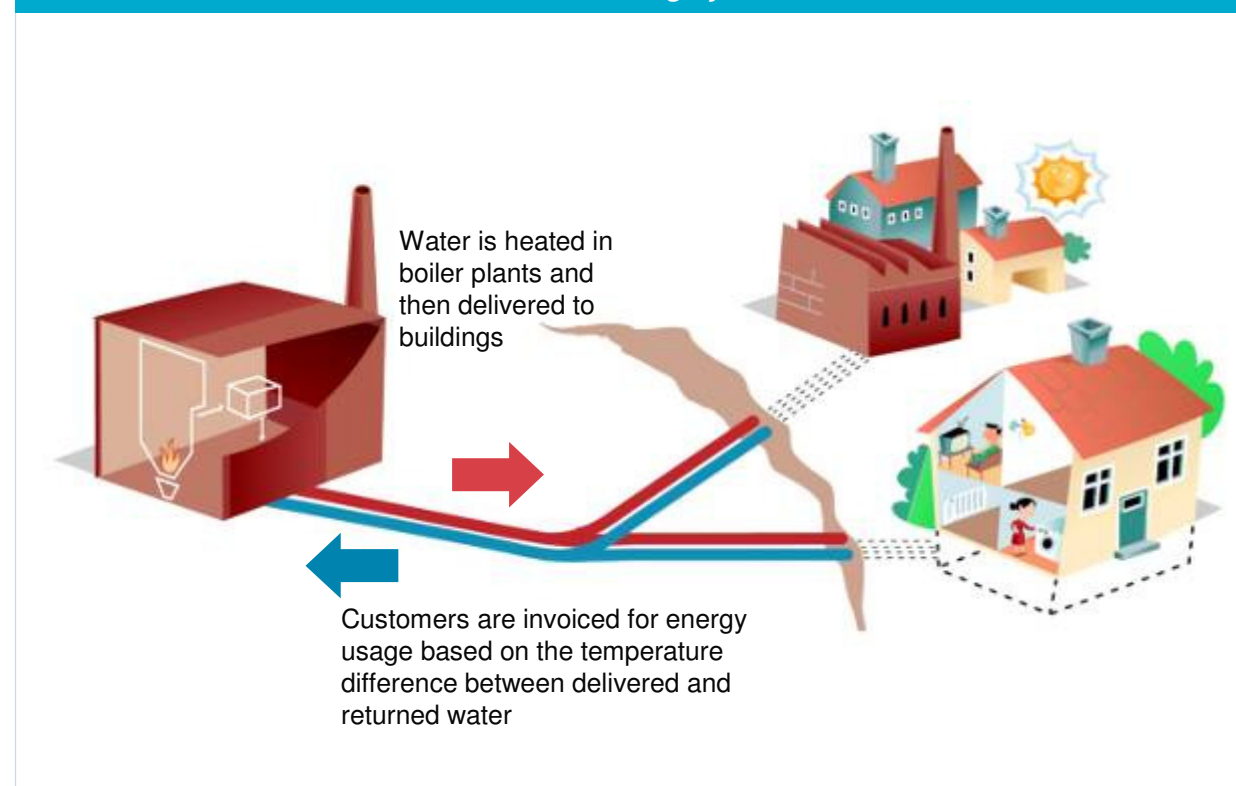 Water is heated in
boiler plants and
then delivered to
buildings
Customers are invoiced for energy
usage based on the temperature
difference between delivered and
returned water